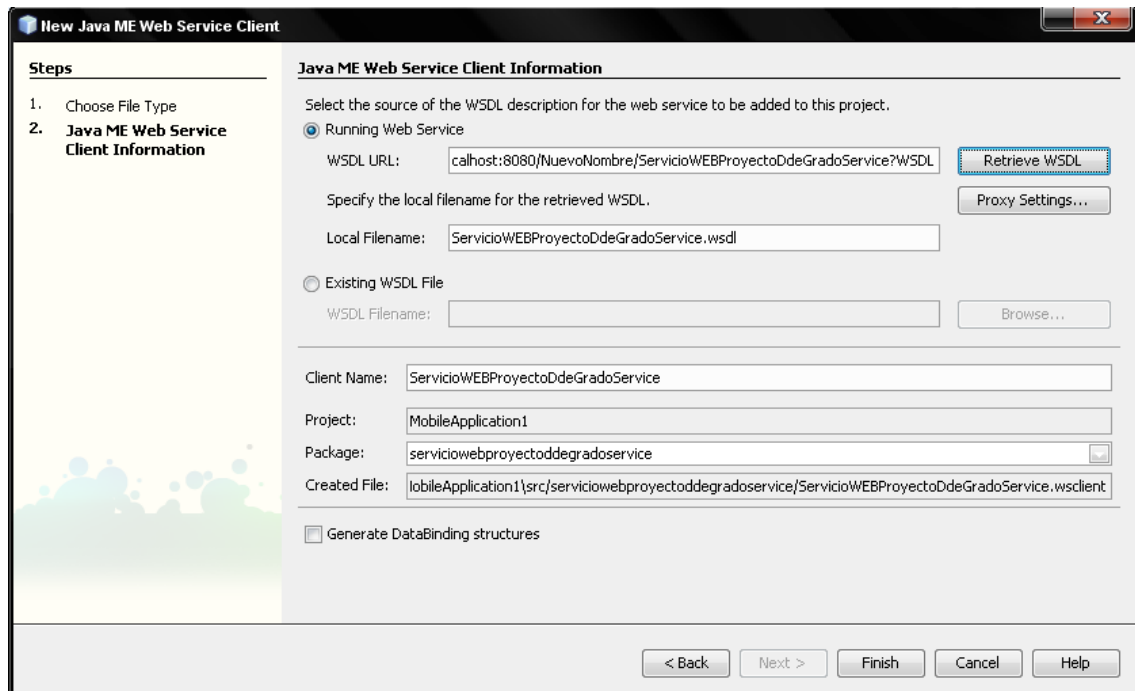 New Java ME Web Service Client
Steps
1. Choose File Type
2. Java ME Web Service
Client Information
Java ME Web Service Client Information
Select the source of the WSDL description for the web service to be added to this project.
Running Web Service
WSDL URL: calhost:8080/NuevoNombre/ServicioWEBProyectoDdeGradoService?WSDL Retrieve WSDL
Specify the local filename for the retrieved WSDL. Proxy Settings...
Local Filename: ServicioWEBProyectoDdeGradoService.wsdl
Existing WSDL File
WSDL Filename: Browse...
Client Name: ServicioWEBProyectoDdeGradoService
Project: MobileApplication1
Package: serviciowebproyectoddegradoservice
Created File: lobileApplication1\src/serviciowebproyectoddegradoservice/ServicioWEBProyectoDdeGradoService.wsclient
Generate DataBinding structures
< Back Next > Finish Cancel Help